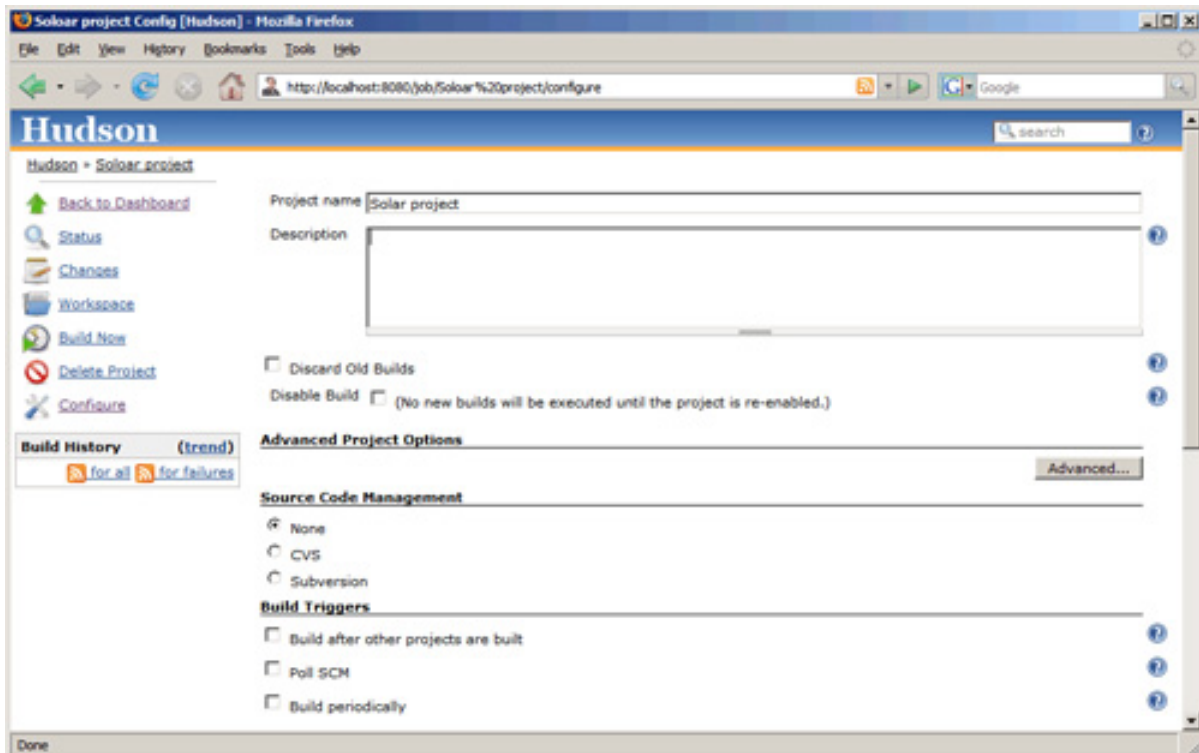 Soloar project Config [Hudson] - Mozilla Firefox
File Edit View History Bookmarks Tools Help
http://localhost:8080/job/Soloar%20project/configure
G Google
Hudson
search
Hudson » Soloar project
Back to Dashboard
Status
Changes
Workspace
Build Now
Delete Project
Configure
Build History (trend)
for all for failures
Project name Solar project
Description
Discard Old Builds
Disable Build (No new builds will be executed until the project is re-enabled.)
Advanced Project Options
Advanced...
Source Code Management
None
CVS
Subversion
Build Triggers
Build after other projects are built
Poll SCM
Build periodically
Done